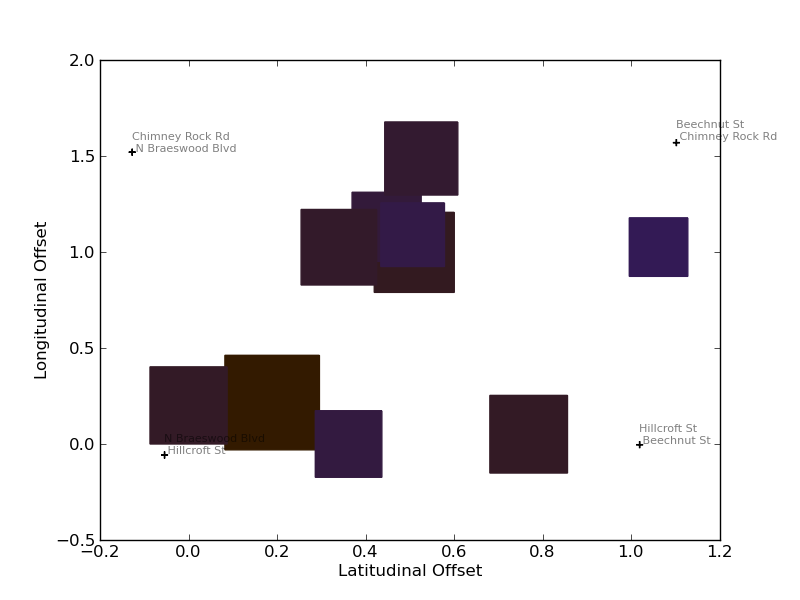 2.0
Beechnut St
Chimney Rock Rd
Chimney Rock Rd
N Braeswood Blvd
1.5
1.0
Longitudinal Offset
0.5
N Braeswood Blvd
Hillcroft St
Hillcroft St
Beechnut St
0.0
−0.5
−0.2 0.0 0.2 0.4 0.6 0.8 1.0 1.2
Latitudinal Offset